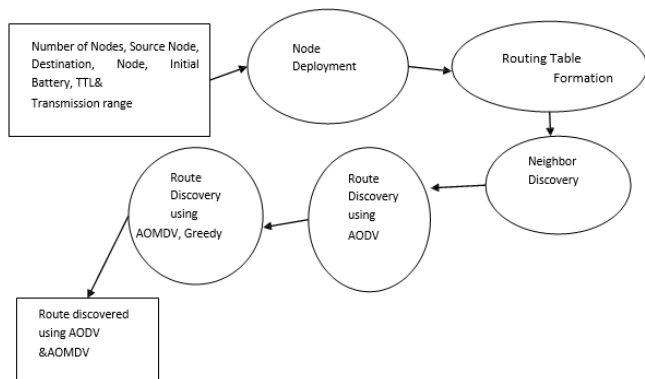 Number of Nodes, Source Node,
Destination, Node, Initial
Battery, TTL&
Transmission range
Node
Deployment
Routing Table
Formation
Neighbor
Discovery
Route
Discovery
using
AODV
Route
Discovery
using
AOMDV, Greedy
Route discovered
using AODV
&AOMDV